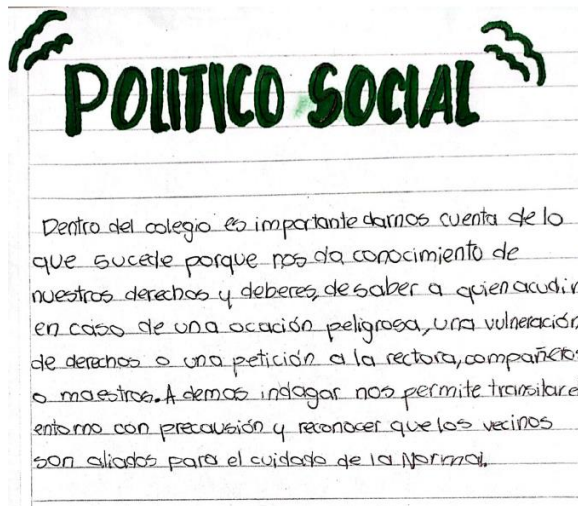 POLITICO SOCIAL
Dentro del colegio es importante darnos cuenta de lo
que sucede porque nos da conocimiento de
nuestros derechos y deberes, de saber a quien acudir
en caso de una ocación peligrosa, una vulneración
de derechos o una petición a la rectora, compañeros
o maestros. Ademas indagar nos permite transitar e
entorno con precausión y reconocer que los vecinos
son aliados para el cuidado de la Normal.